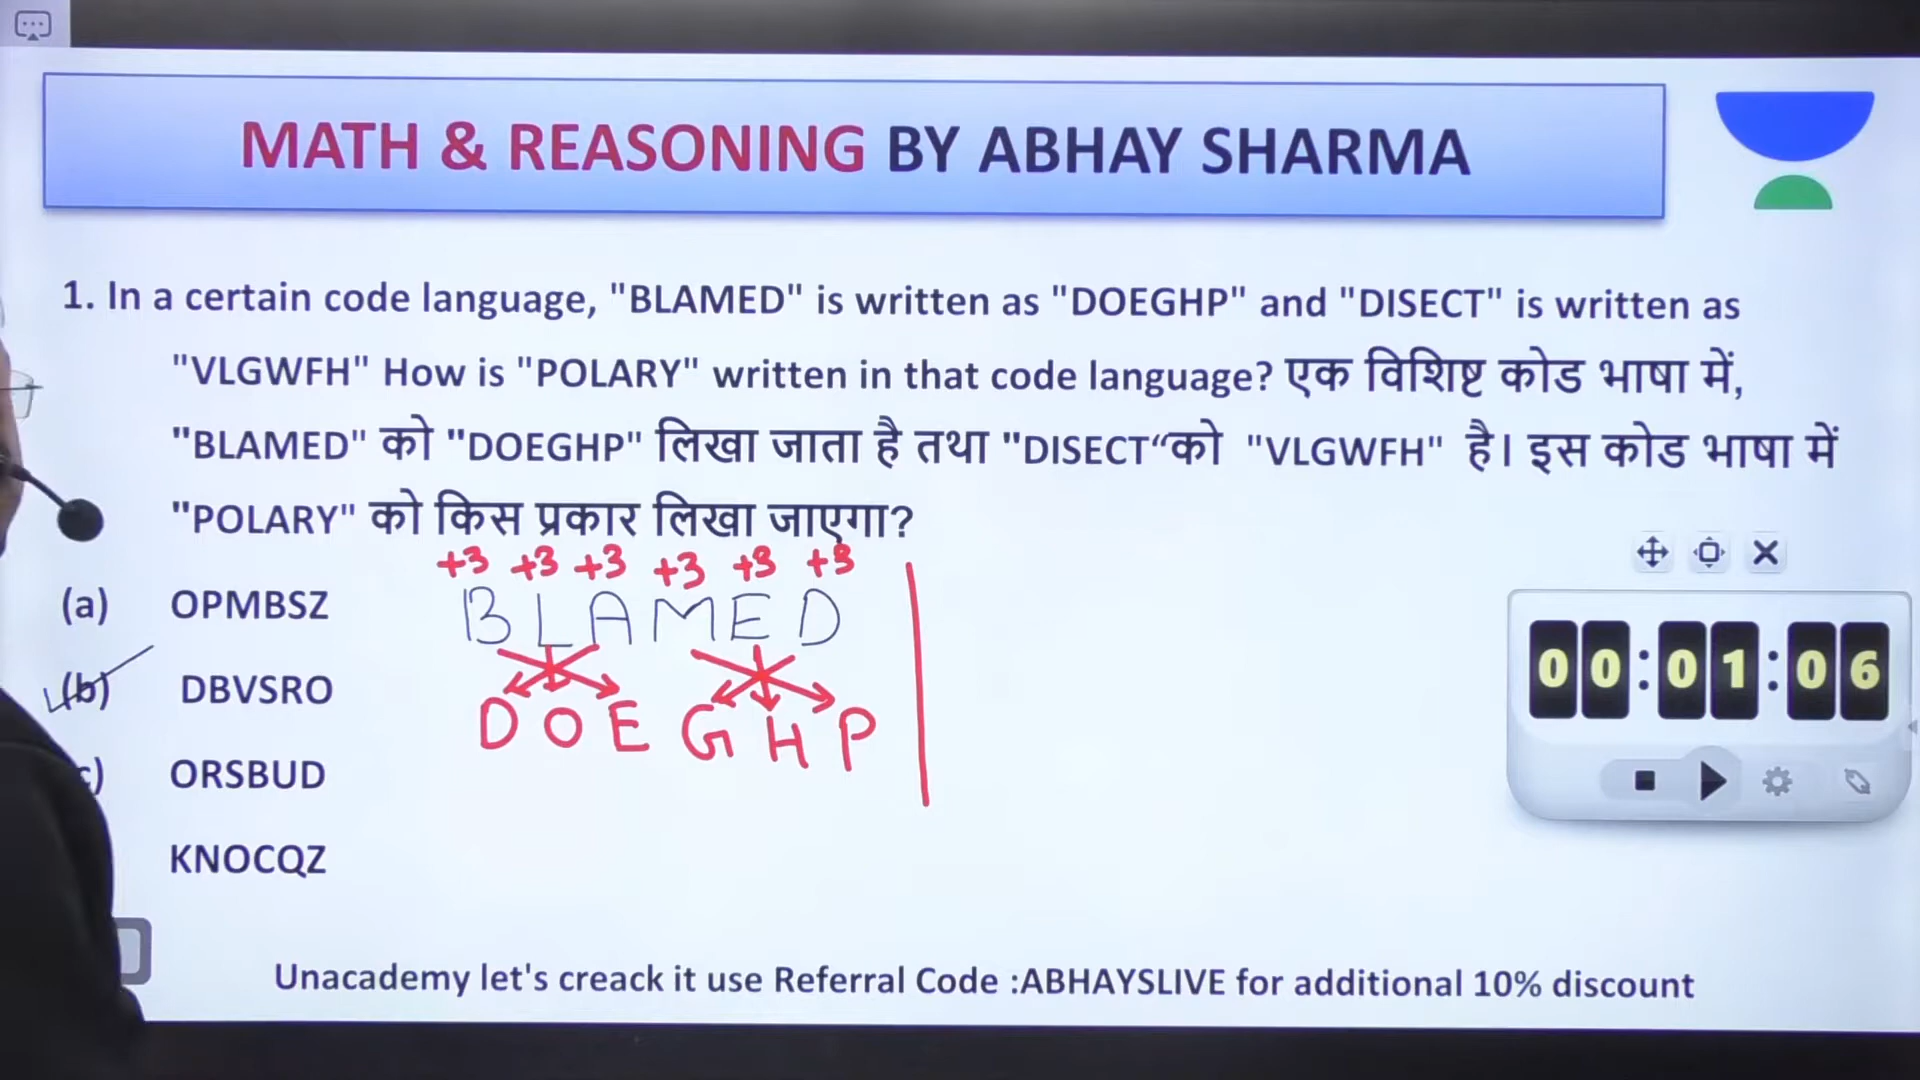 MATH & REASONING BY ABHAY SHARMA
1. In a certain code language, "BLAMED" is written as "DOEGHP" and "DISECT" is written as
"VLGWFH" How is "POLARY" written in that code language? एक विशिष्ट कोड भाषा में,
"BLAMED" को "DOEGHP" लिखा जाता है तथा "DISECT“को "VLGWFH" है। इस कोड भाषा में
"POLARY" को किस प्रकार लिखा जाएगा?
+3 +3 +3 +3 +3 +3
(a) OPMBSZ
BLAMED
(b) DBVSRO
DOE GHP
c) ORSBUD
KNOCQZ
00:01:06
Unacademy let's creack it use Referral Code :ABHAYSLIVE for additional 10% discount